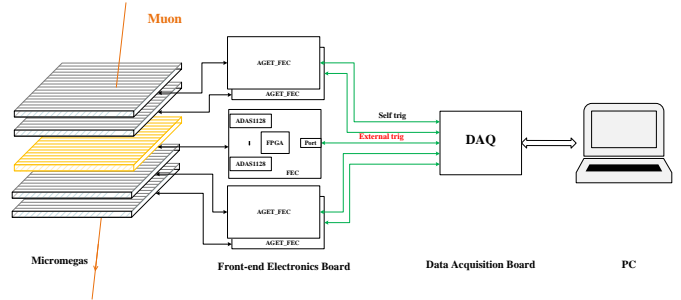 Muon
AGET_FEC
AGET_FEC
Self trig
ADAS1128
External trig
DAQ
FPGA
Port
ADAS1128
FEC
AGET_FEC
AGET_FEC
Micromegas
Front-end Electronics Board
Data Acquisition Board
PC